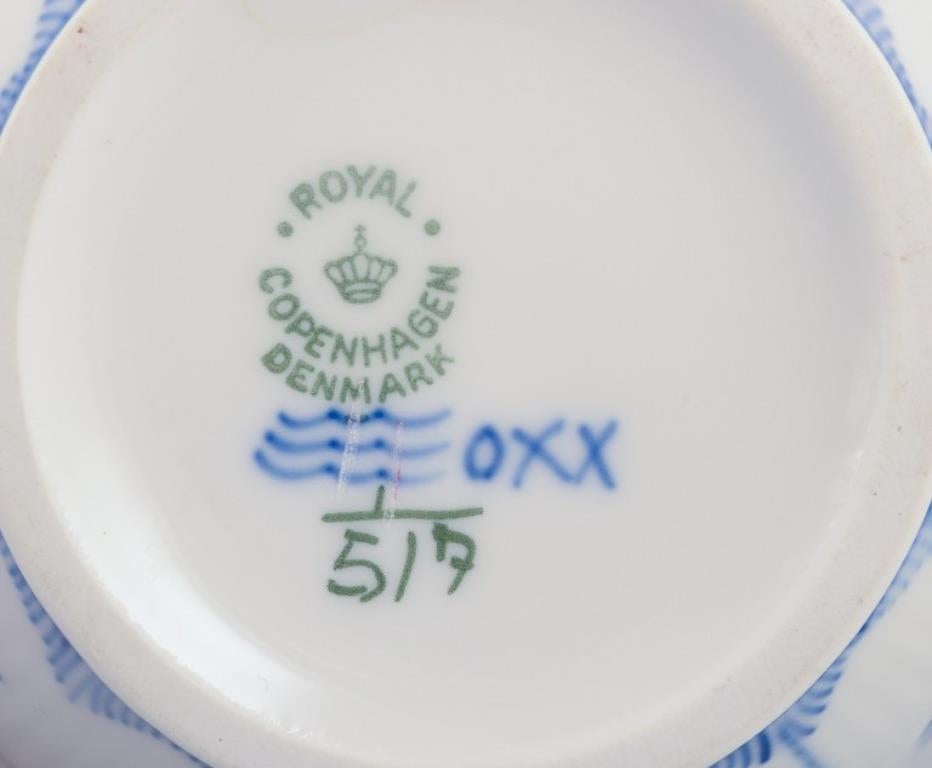 ROYAL
COPENHAGEN
DENMARK
OXX
1
517